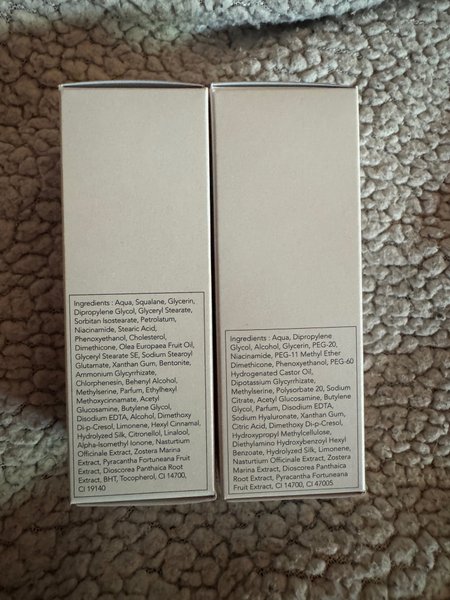 Ingredients : Aqua, Squalane, Glycerin,
Dipropylene Glycol, Glyceryl Stearate,
Sorbitan Isostearate, Petrolatum,
Niacinamide, Stearic Acid,
Phenoxyethanol, Cholesterol,
Dimethicone, Olea Europaea Fruit Oil,
Glyceryl Stearate SE, Sodium Stearoyl
Glutamate, Xanthan Gum, Bentonite,
Ammonium Glycyrrhizate,
Chlorphenesin, Behenyl Alcohol,
Methylserine, Parfum, Ethylhexyl
Methoxycinnamate, Acetyl
Glucosamine, Butylene Glycol,
Disodium EDTA, Alcohol, Dimethoxy
Di-p-Cresol, Limonene, Hexyl Cinnamal,
Hydrolyzed Silk, Citronellol, Linalool,
Alpha-Isomethyl Ionone, Nasturtium
Officinale Extract, Zostera Marina
Extract, Pyracantha Fortuneana Fruit
Extract, Dioscorea Panthaica Root
Extract, BHT, Tocopherol, CI 14700,
CI 19140
Ingredients : Aqua, Dipropylene
Glycol, Alcohol, Glycerin, PEG-20,
Niacinamide, PEG-11 Methyl Ether
Dimethicone, Phenoxyethanol, PEG-60
Hydrogenated Castor Oil,
Dipotassium Glycyrrhizate,
Methylserine, Polysorbate 20, Sodium
Citrate, Acetyl Glucosamine, Butylene
Glycol, Parfum, Disodium EDTA,
Sodium Hyaluronate, Xanthan Gum,
Citric Acid, Dimethoxy Di-p-Cresol,
Hydroxypropyl Methylcellulose,
Diethylamino Hydroxybenzoyl Hexyl
Benzoate, Hydrolyzed Silk, Limonene,
Nasturtium Officinale Extract, Zostera
Marina Extract, Dioscorea Panthaica
Root Extract, Pyracantha Fortuneana
Fruit Extract, CI 14700, CI 47005